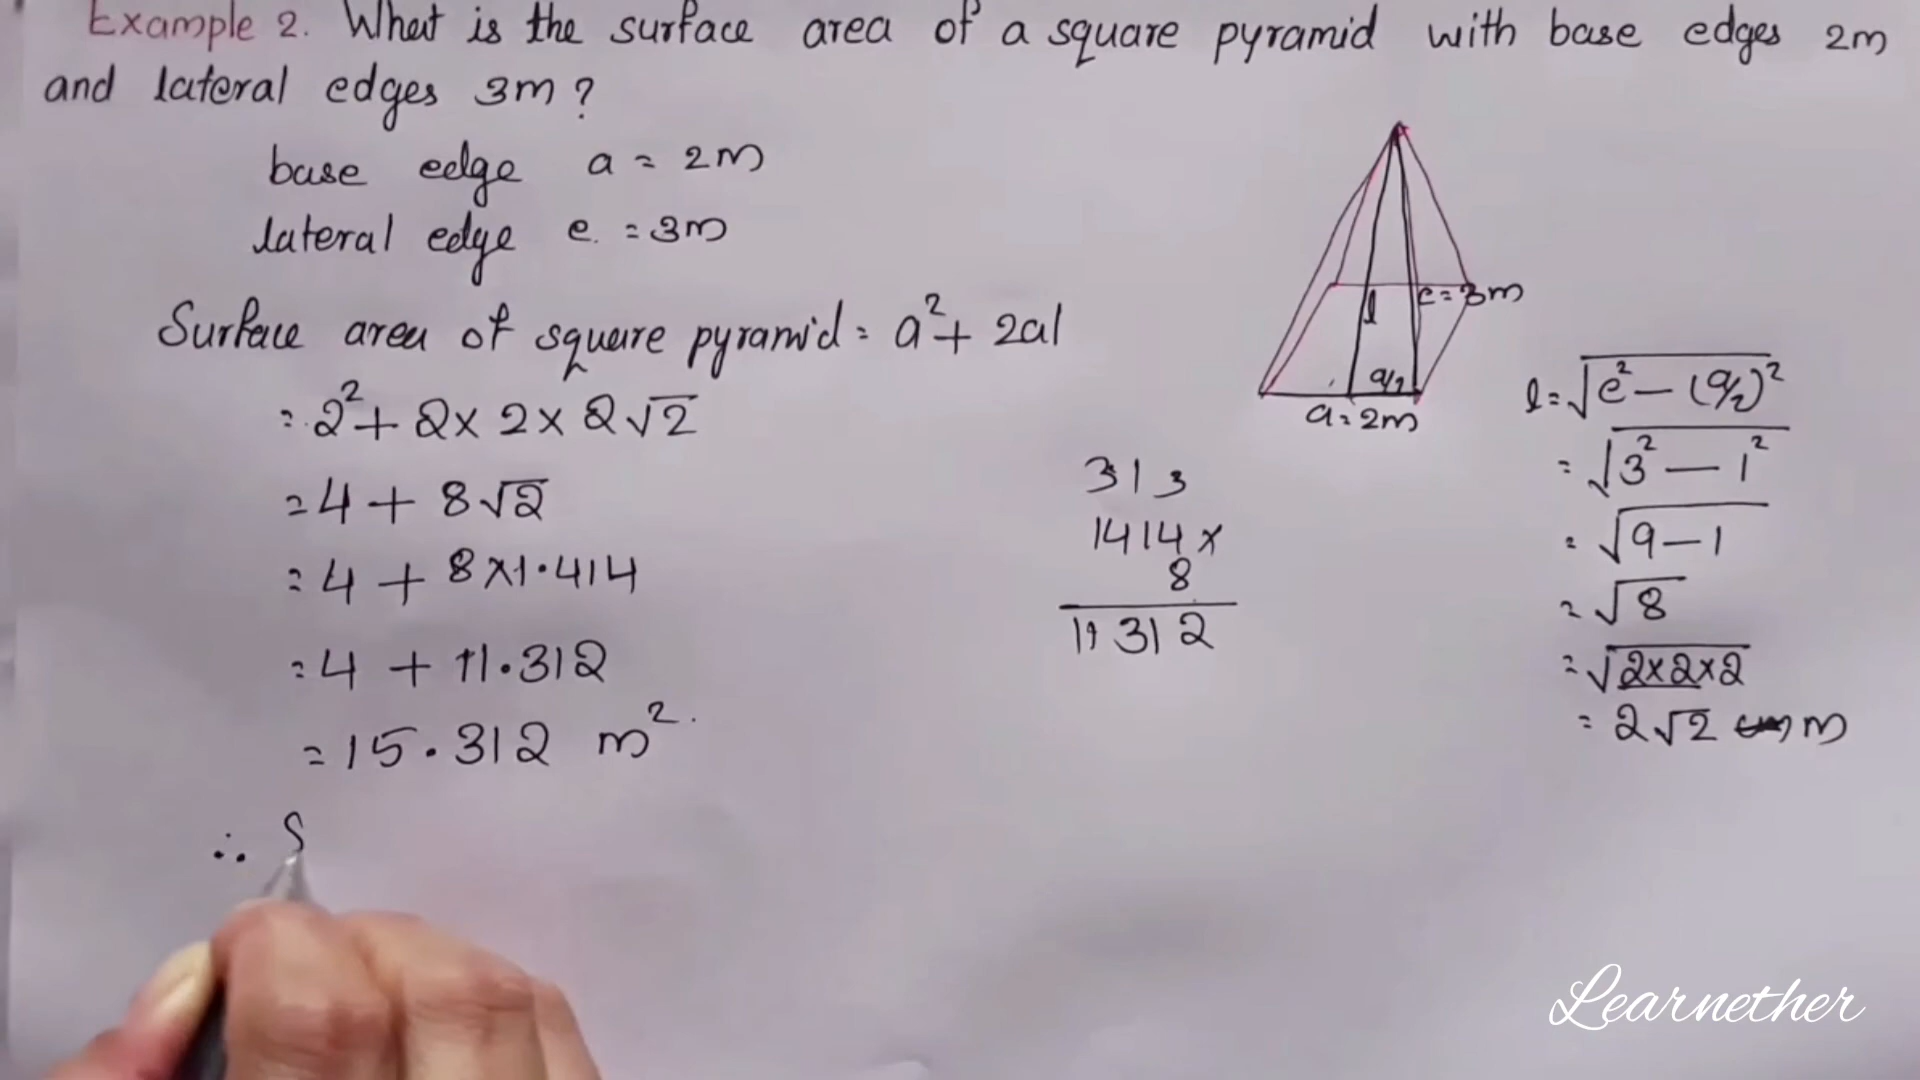 Example 2. What is the surface area of a square pyramid with base edges 2m
and lateral edges 3m?
base edge a = 2m
lateral edge e = 3m
Surface area of square pyramid = a² + 2al
= 2² + 2 × 2 × 2√2
= 4 + 8√2
= 4 + 8×1.414
= 4 + 11.312
= 15.312 m².
∴ S
l
e = 3m
a/2
a = 2m
313
1414 ×
8
11312
l = √e² − (a/2)²
= √3² − 1²
= √9 − 1
= √8
= √2×2×2
= 2√2 m
Learnether